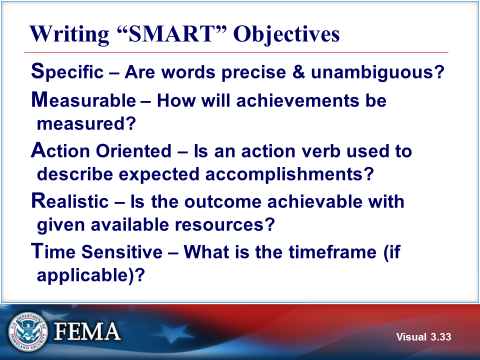 Writing “SMART” Objectives
Specific – Are words precise & unambiguous?
Measurable – How will achievements be
measured?
Action Oriented – Is an action verb used to
describe expected accomplishments?
Realistic – Is the outcome achievable with
given available resources?
Time Sensitive – What is the timeframe (if
applicable)?
FEMA
Visual 3.33